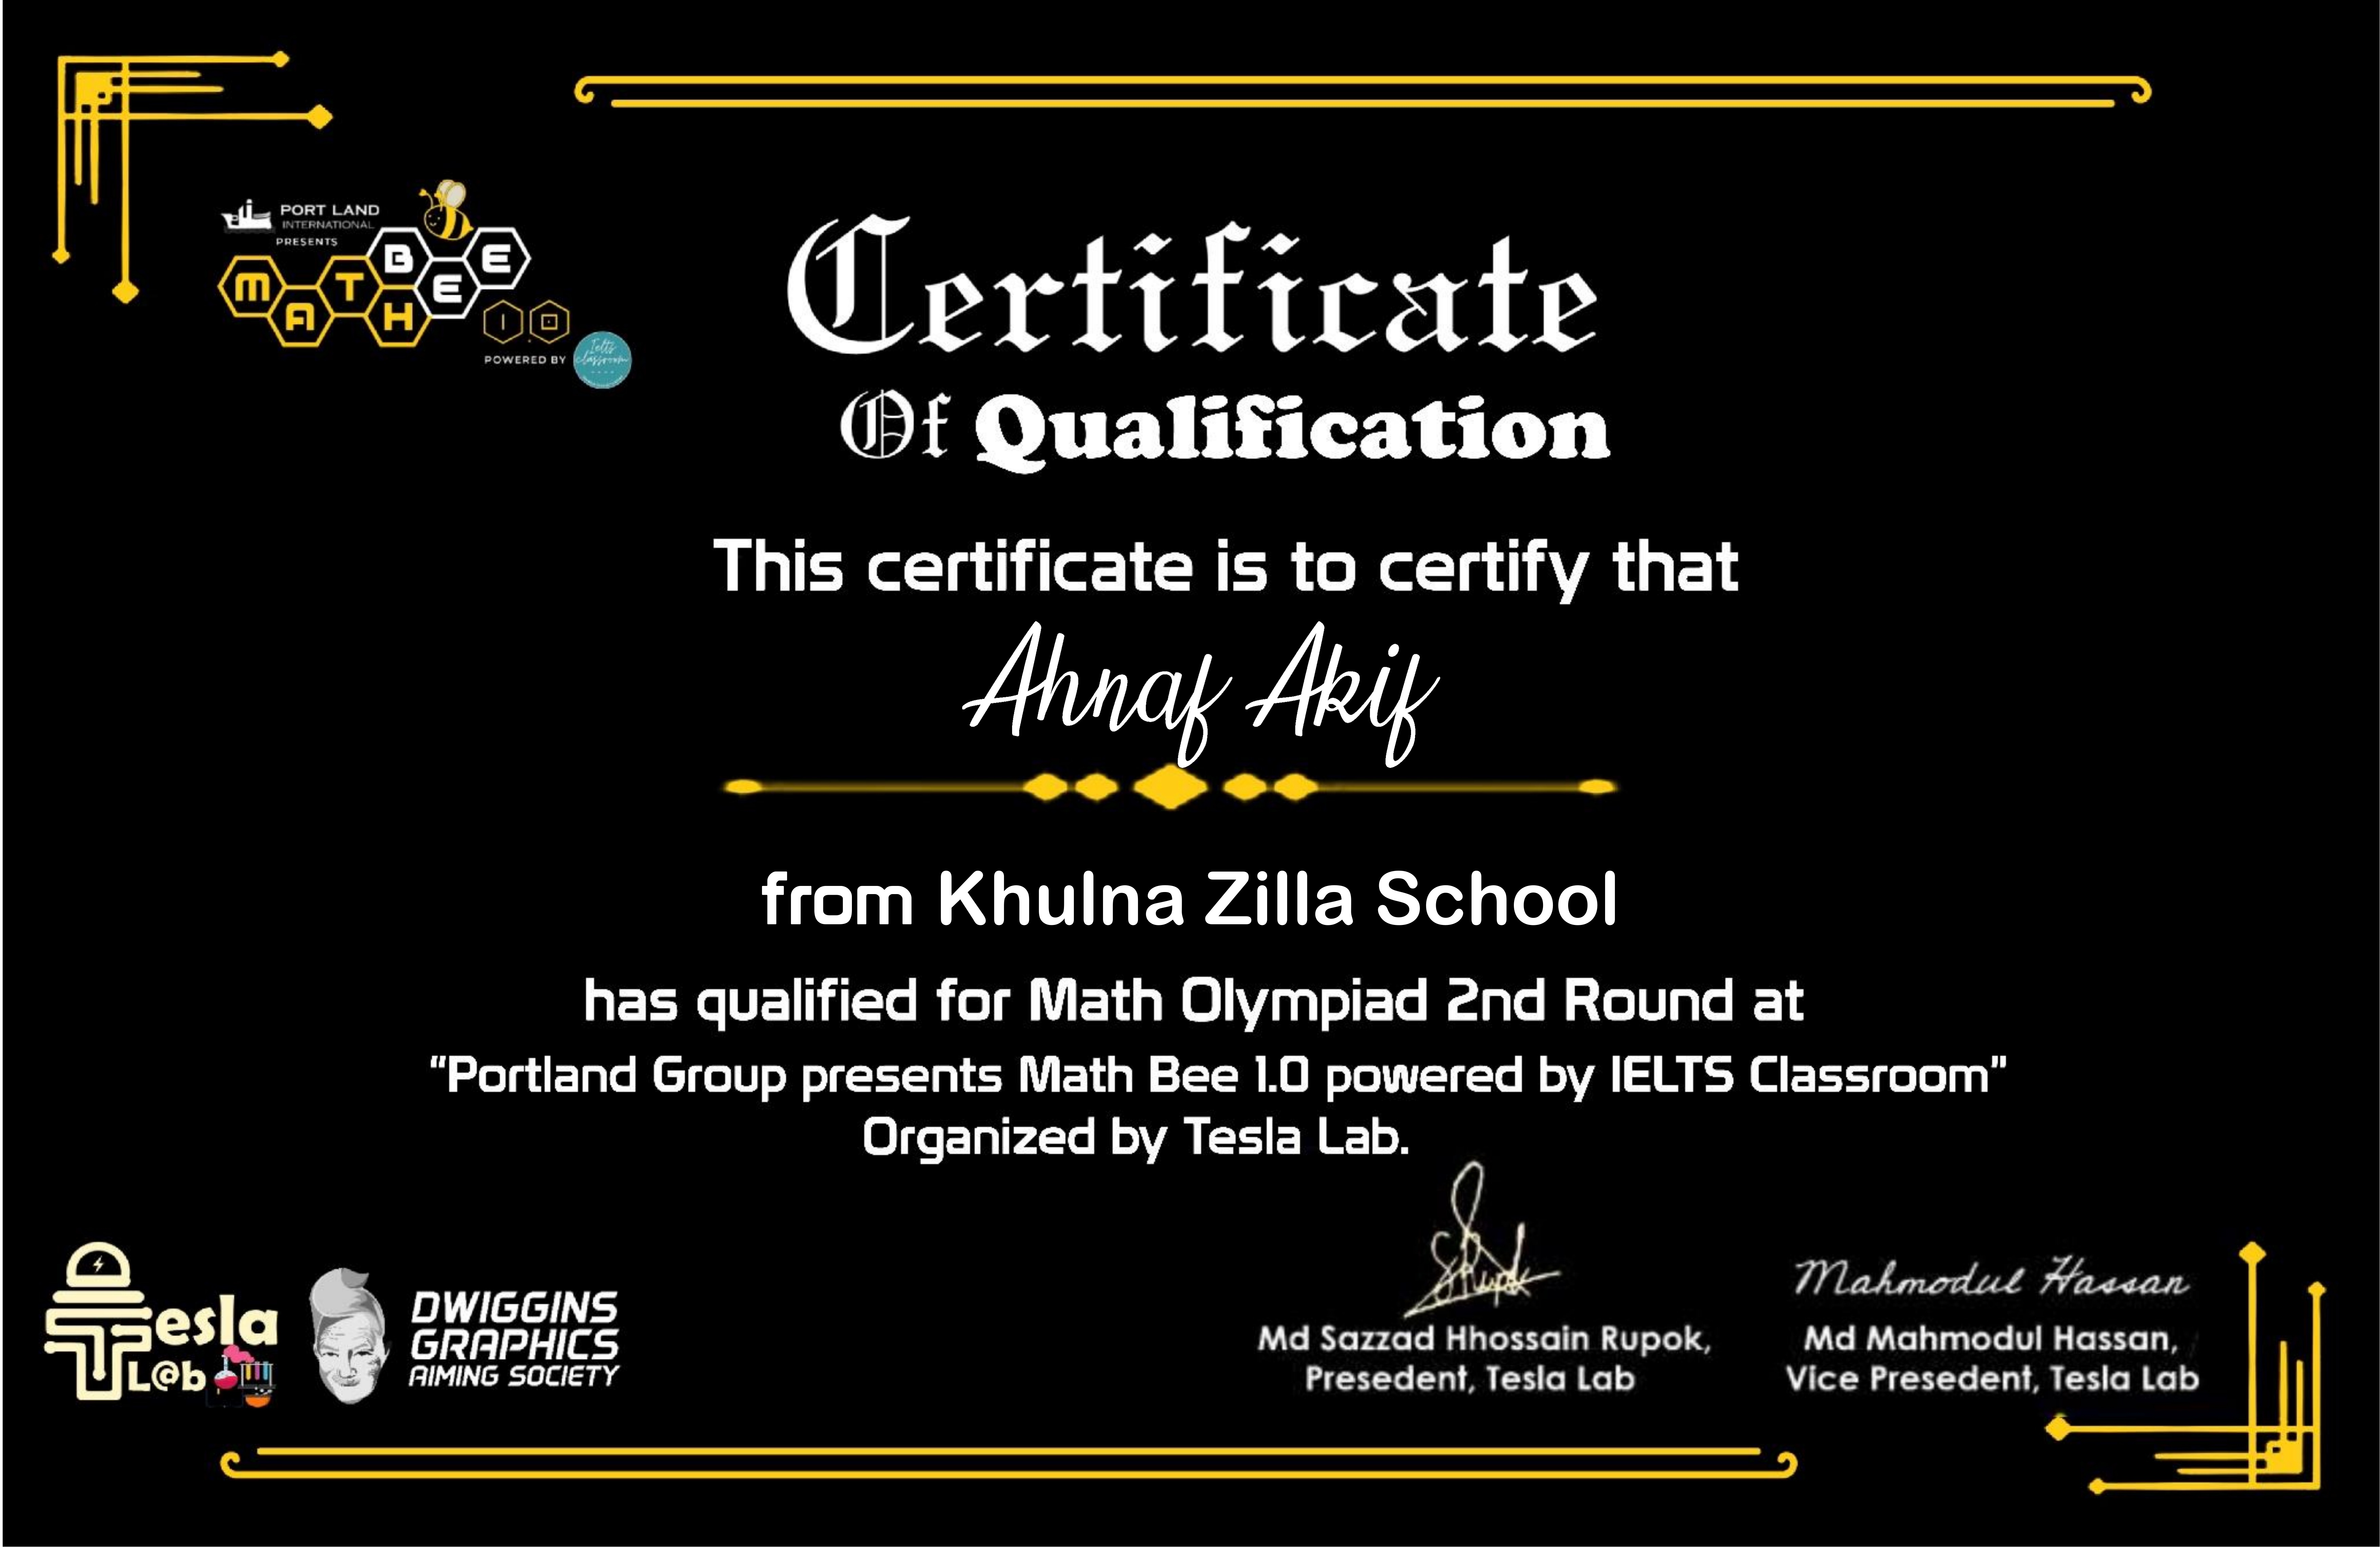 PORT LAND
INTERNATIONAL
PRESENTS
MATH BEE
1.0
POWERED BY
Ielts classroom
Certificate
Of Qualification
This certificate is to certify that
Ahnaf Akif
from Khulna Zilla School
has qualified for Math Olympiad 2nd Round at
“Portland Group presents Math Bee 1.0 powered by IELTS Classroom”
Organized by Tesla Lab.
Tesla
L@b
DWIGGINS
GRAPHICS
AIMING SOCIETY
Md Sazzad Hhossain Rupok,
Presedent, Tesla Lab
Mahmodul Hassan
Md Mahmodul Hassan,
Vice Presedent, Tesla Lab